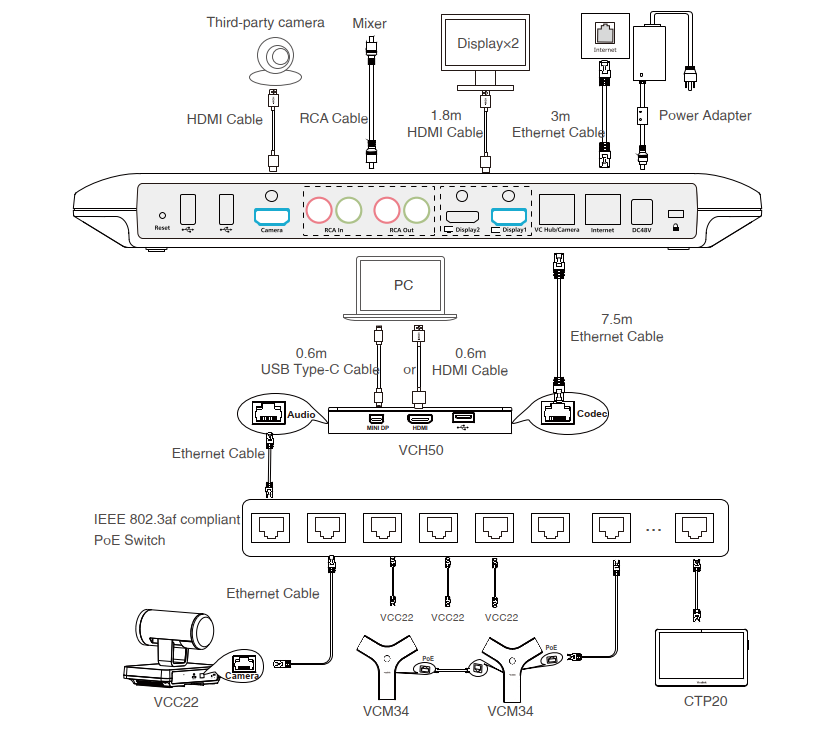 Third-party camera
Mixer
Display×2
Internet
HDMI Cable
RCA Cable
1.8m
HDMI Cable
3m
Ethernet Cable
Power Adapter
Reset
Camera
RCA In
RCA Out
Display2
Display1
VC Hub/Camera
Internet
DC48V
PC
7.5m
Ethernet Cable
0.6m
USB Type-C Cable
or
0.6m
HDMI Cable
Audio
Codec
MINI DP
HDMI
VCH50
Ethernet Cable
IEEE 802.3af compliant
PoE Switch
...
Ethernet Cable
VCC22
VCC22
VCC22
PoE
PoE
Camera
VCC22
VCM34
VCM34
CTP20